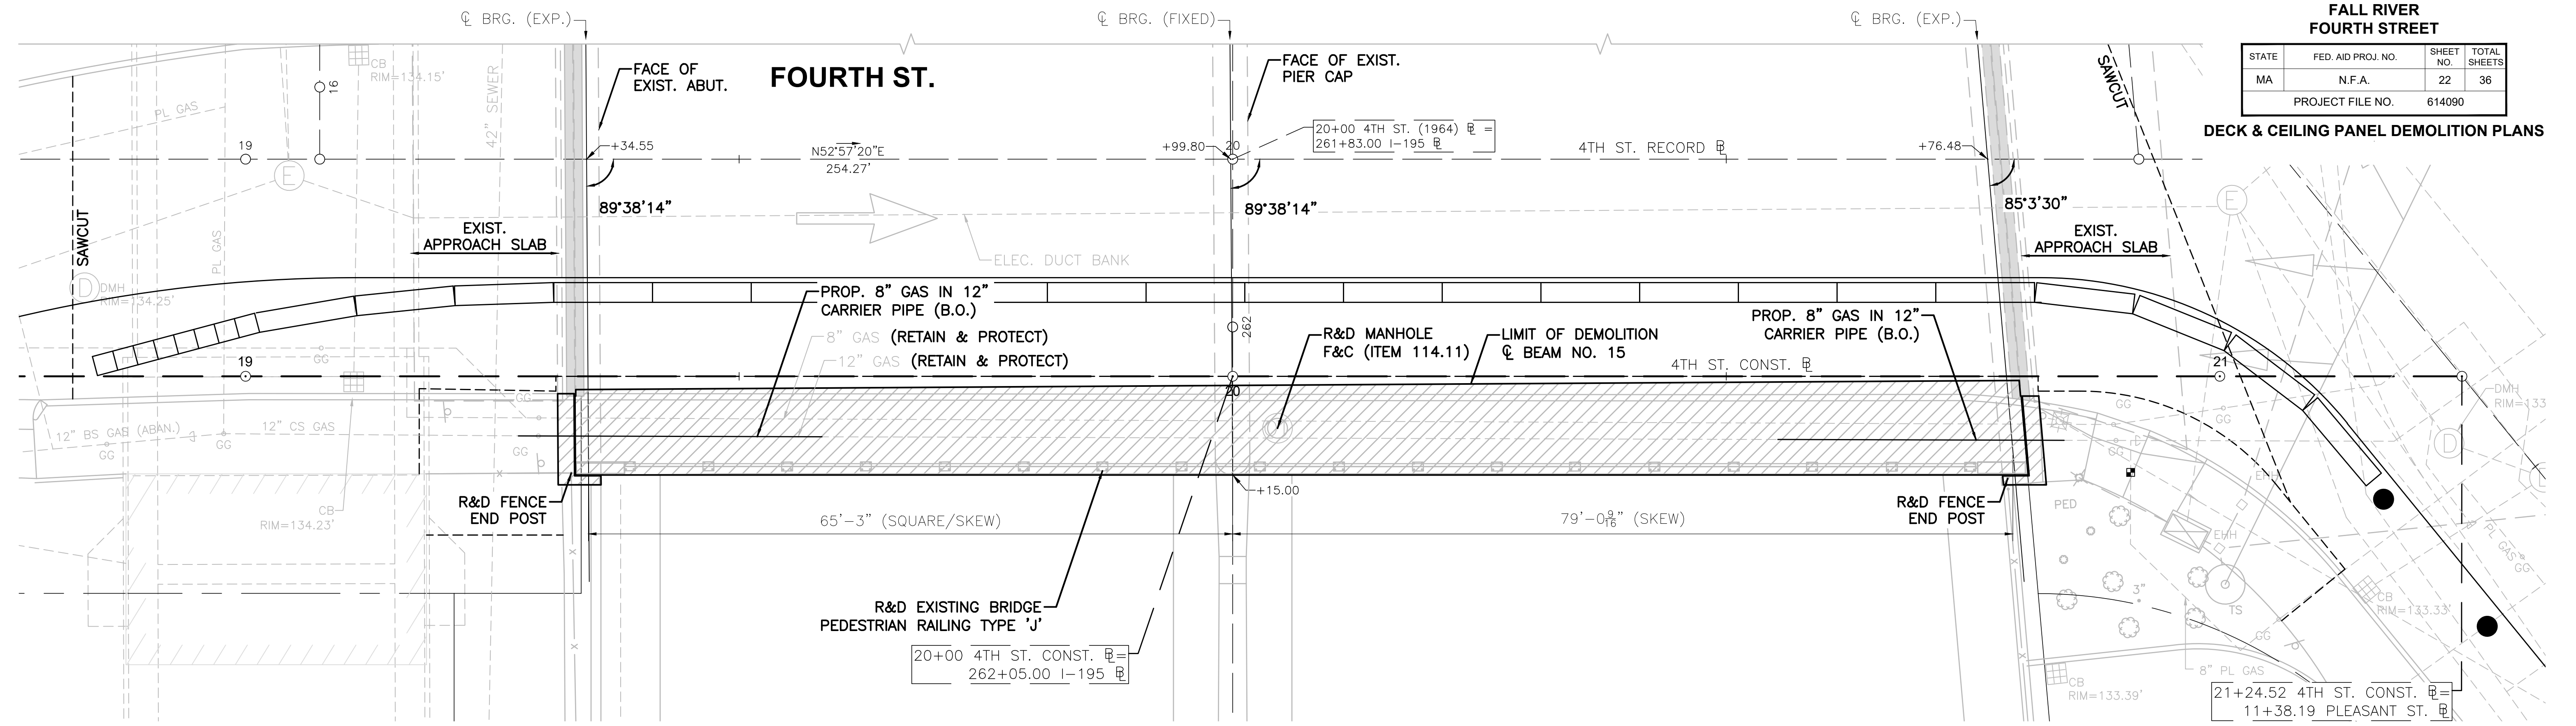 ℄ BRG. (EXP.)
℄ BRG. (FIXED)
℄ BRG. (EXP.)
FALL RIVER
FOURTH STREET
STATE FED. AID PROJ. NO. SHEET NO. TOTAL SHEETS
MA N.F.A. 22 36
PROJECT FILE NO. 614090
DECK & CEILING PANEL DEMOLITION PLANS
CB
RIM=134.15'
16
PL GAS
42" SEWER
FACE OF
EXIST. ABUT.
FOURTH ST.
FACE OF EXIST.
PIER CAP
SAWCUT
19
+34.55
N52°57'20"E
254.27'
+99.80
20
20+00 4TH ST. (1964) ℄ =
261+83.00 I-195 ℄
4TH ST. RECORD ℄
+76.48
E
E
89°38'14"
89°38'14"
85°3'30"
SAWCUT
PL GAS
EXIST.
APPROACH SLAB
ELEC. DUCT BANK
EXIST.
APPROACH SLAB
D
DMH
RIM=134.25'
PROP. 8" GAS IN 12"
CARRIER PIPE (B.O.)
8" GAS (RETAIN & PROTECT)
12" GAS (RETAIN & PROTECT)
262
R&D MANHOLE
F&C (ITEM 114.11)
LIMIT OF DEMOLITION
℄ BEAM NO. 15
PROP. 8" GAS IN 12"
CARRIER PIPE (B.O.)
GG
19
20
4TH ST. CONST. ℄
21
DMH
RIM=133
D
12" BS GAS (ABAN.)
GG
GG
12" CS GAS
GG
GG
GG
GG
GG
R&D FENCE
END POST
CB
RIM=134.23'
65'-3" (SQUARE/SKEW)
+15.00
79'-0 9/16" (SKEW)
R&D FENCE
END POST
PED
EHH
EHH
PL GAS
GG
3"
TS
CB
RIM=133.33'
GG
R&D EXISTING BRIDGE
PEDESTRIAN RAILING TYPE 'J'
20+00 4TH ST. CONST. ℄=
262+05.00 I-195 ℄
8" PL GAS
CB
RIM=133.39'
21+24.52 4TH ST. CONST. ℄=
11+38.19 PLEASANT ST. ℄